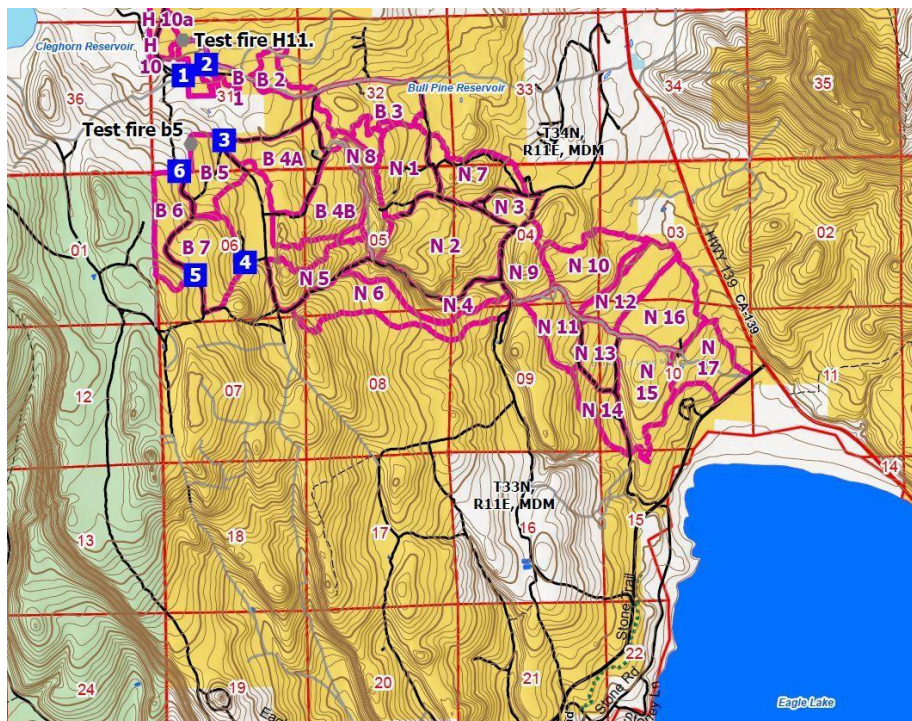 H 10a
Test fire H11.
Cleghorn Reservoir
H
10
1
2
B
1
B 2
31
36
32
Bull Pine Reservoir
33
34
35
B 3
Test fire b5
3
T34N,
R11E, MDM
B 4A
N 8
N 1
N 7
6
B 5
B 6
B 4B
N 3
01
06
B 7
05
N 2
04
03
02
HWY 139
CA-139
4
5
N 5
N 9
N 10
N 6
N 4
N 12
N 11
N 16
N 13
N
17
N
15
10
11
12
07
08
09
N 14
T33N,
R11E, MDM
14
13
18
17
16
15
Stone Trail
24
19
20
21
22
Stone Rd
Eagle Lake